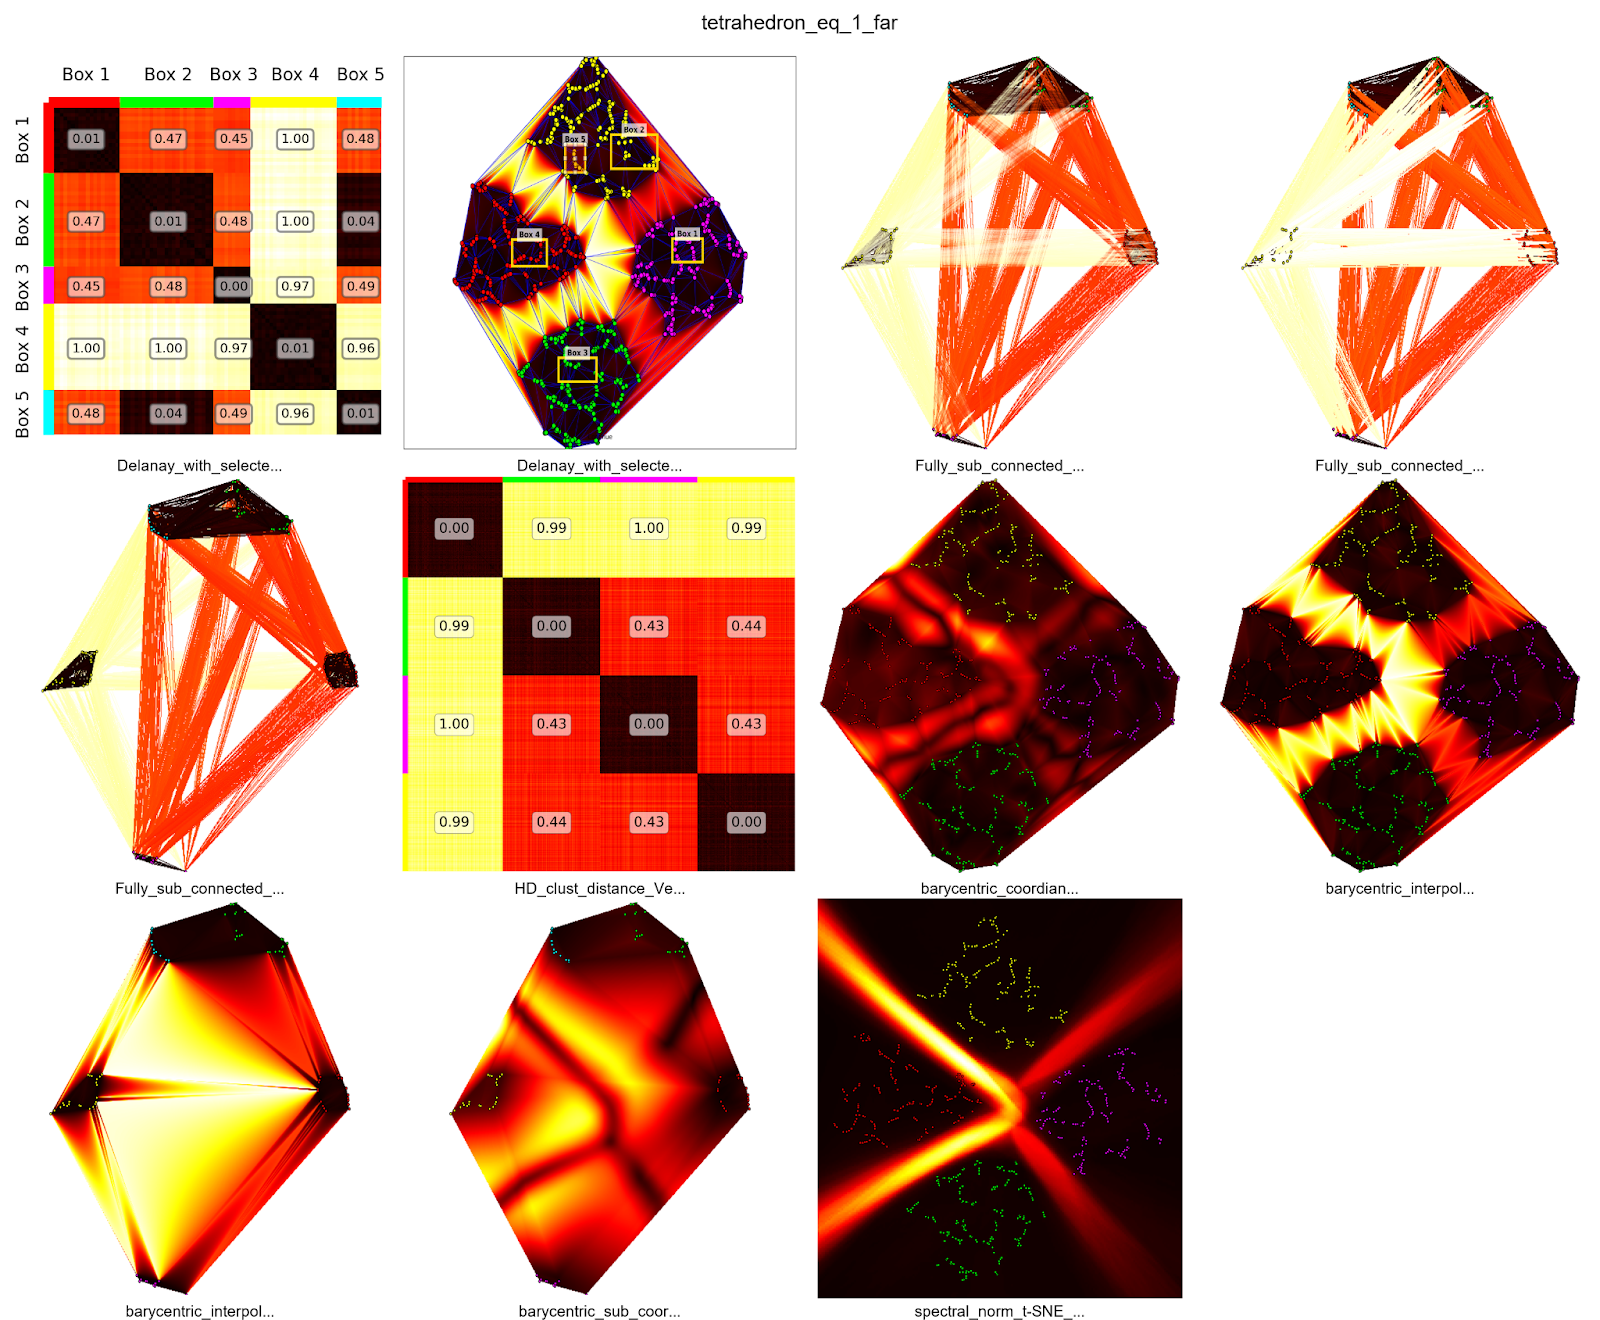 tetrahedron_eq_1_far
Box 1 Box 2 Box 3 Box 4 Box 5
Box 1 0.01 0.47 0.45 1.00 0.48
Box 2 0.47 0.01 0.48 1.00 0.04
Box 3 0.45 0.48 0.00 0.97 0.49
Box 4 1.00 1.00 0.97 0.01 0.96
Box 5 0.48 0.04 0.49 0.96 0.01
Box 2
Box 5
Box 4
Box 1
Box 3
Delanay_with_selecte...
Delanay_with_selecte...
Fully_sub_connected_...
Fully_sub_connected_...
0.00 0.99 1.00 0.99
0.99 0.00 0.43 0.44
1.00 0.43 0.00 0.43
0.99 0.44 0.43 0.00
Fully_sub_connected_...
HD_clust_distance_Ve...
barycentric_coordian...
barycentric_interpol...
barycentric_interpol...
barycentric_sub_coor...
spectral_norm_t-SNE_...